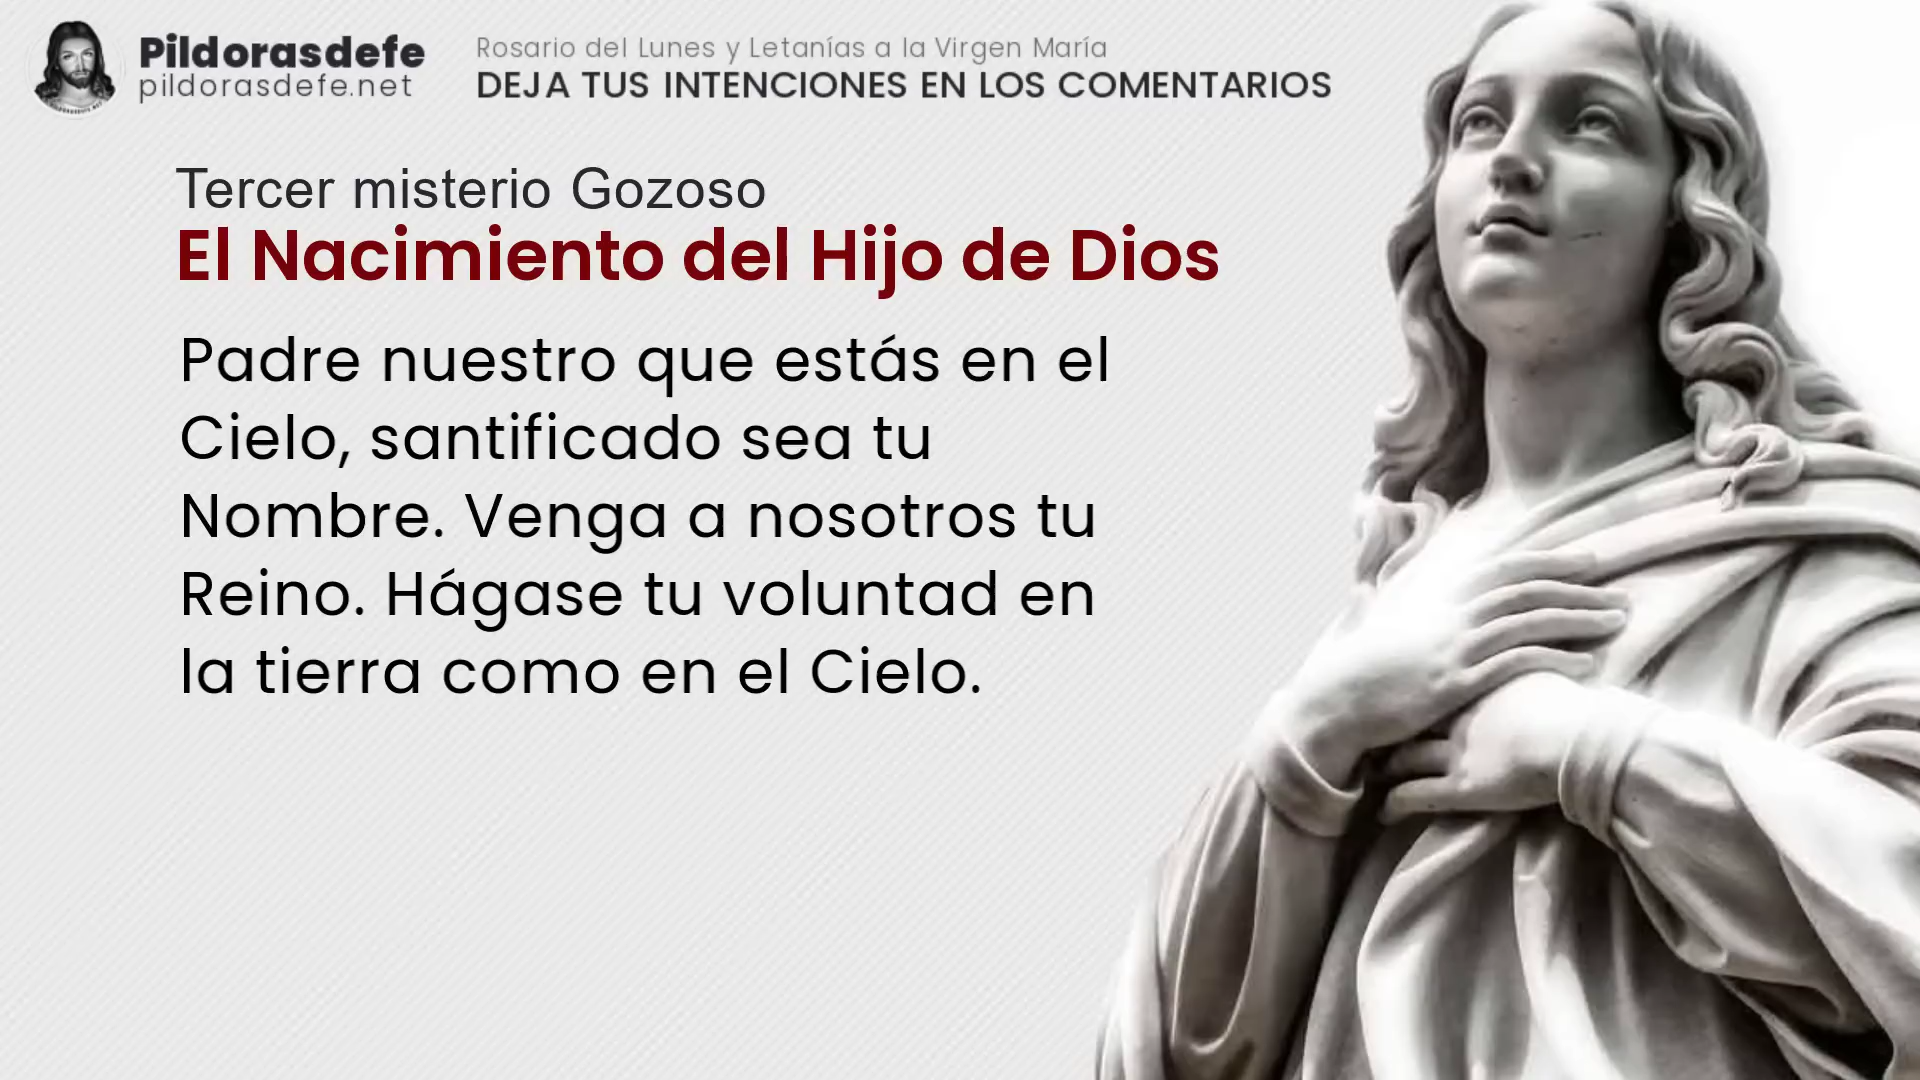 Pildorasdefe
pildorasdefe.net
Rosario del Lunes y Letanías a la Virgen María
DEJA TUS INTENCIONES EN LOS COMENTARIOS
Tercer misterio Gozoso
El Nacimiento del Hijo de Dios
Padre nuestro que estás en el
Cielo, santificado sea tu
Nombre. Venga a nosotros tu
Reino. Hágase tu voluntad en
la tierra como en el Cielo.